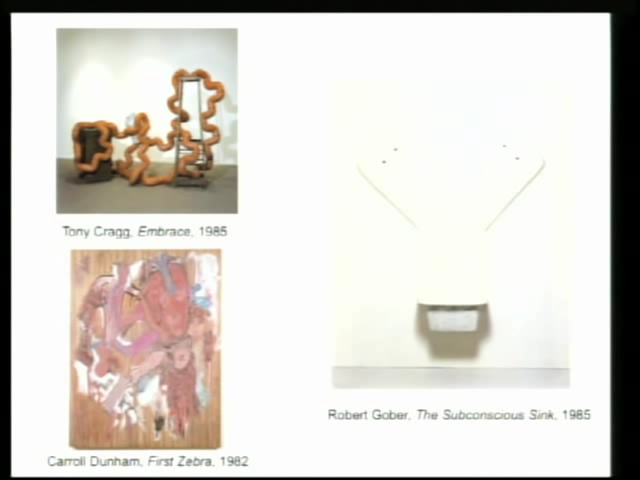 Tony Cragg, Embrace, 1985
Robert Gober, The Subconscious Sink, 1985
Carroll Dunham, First Zebra, 1982